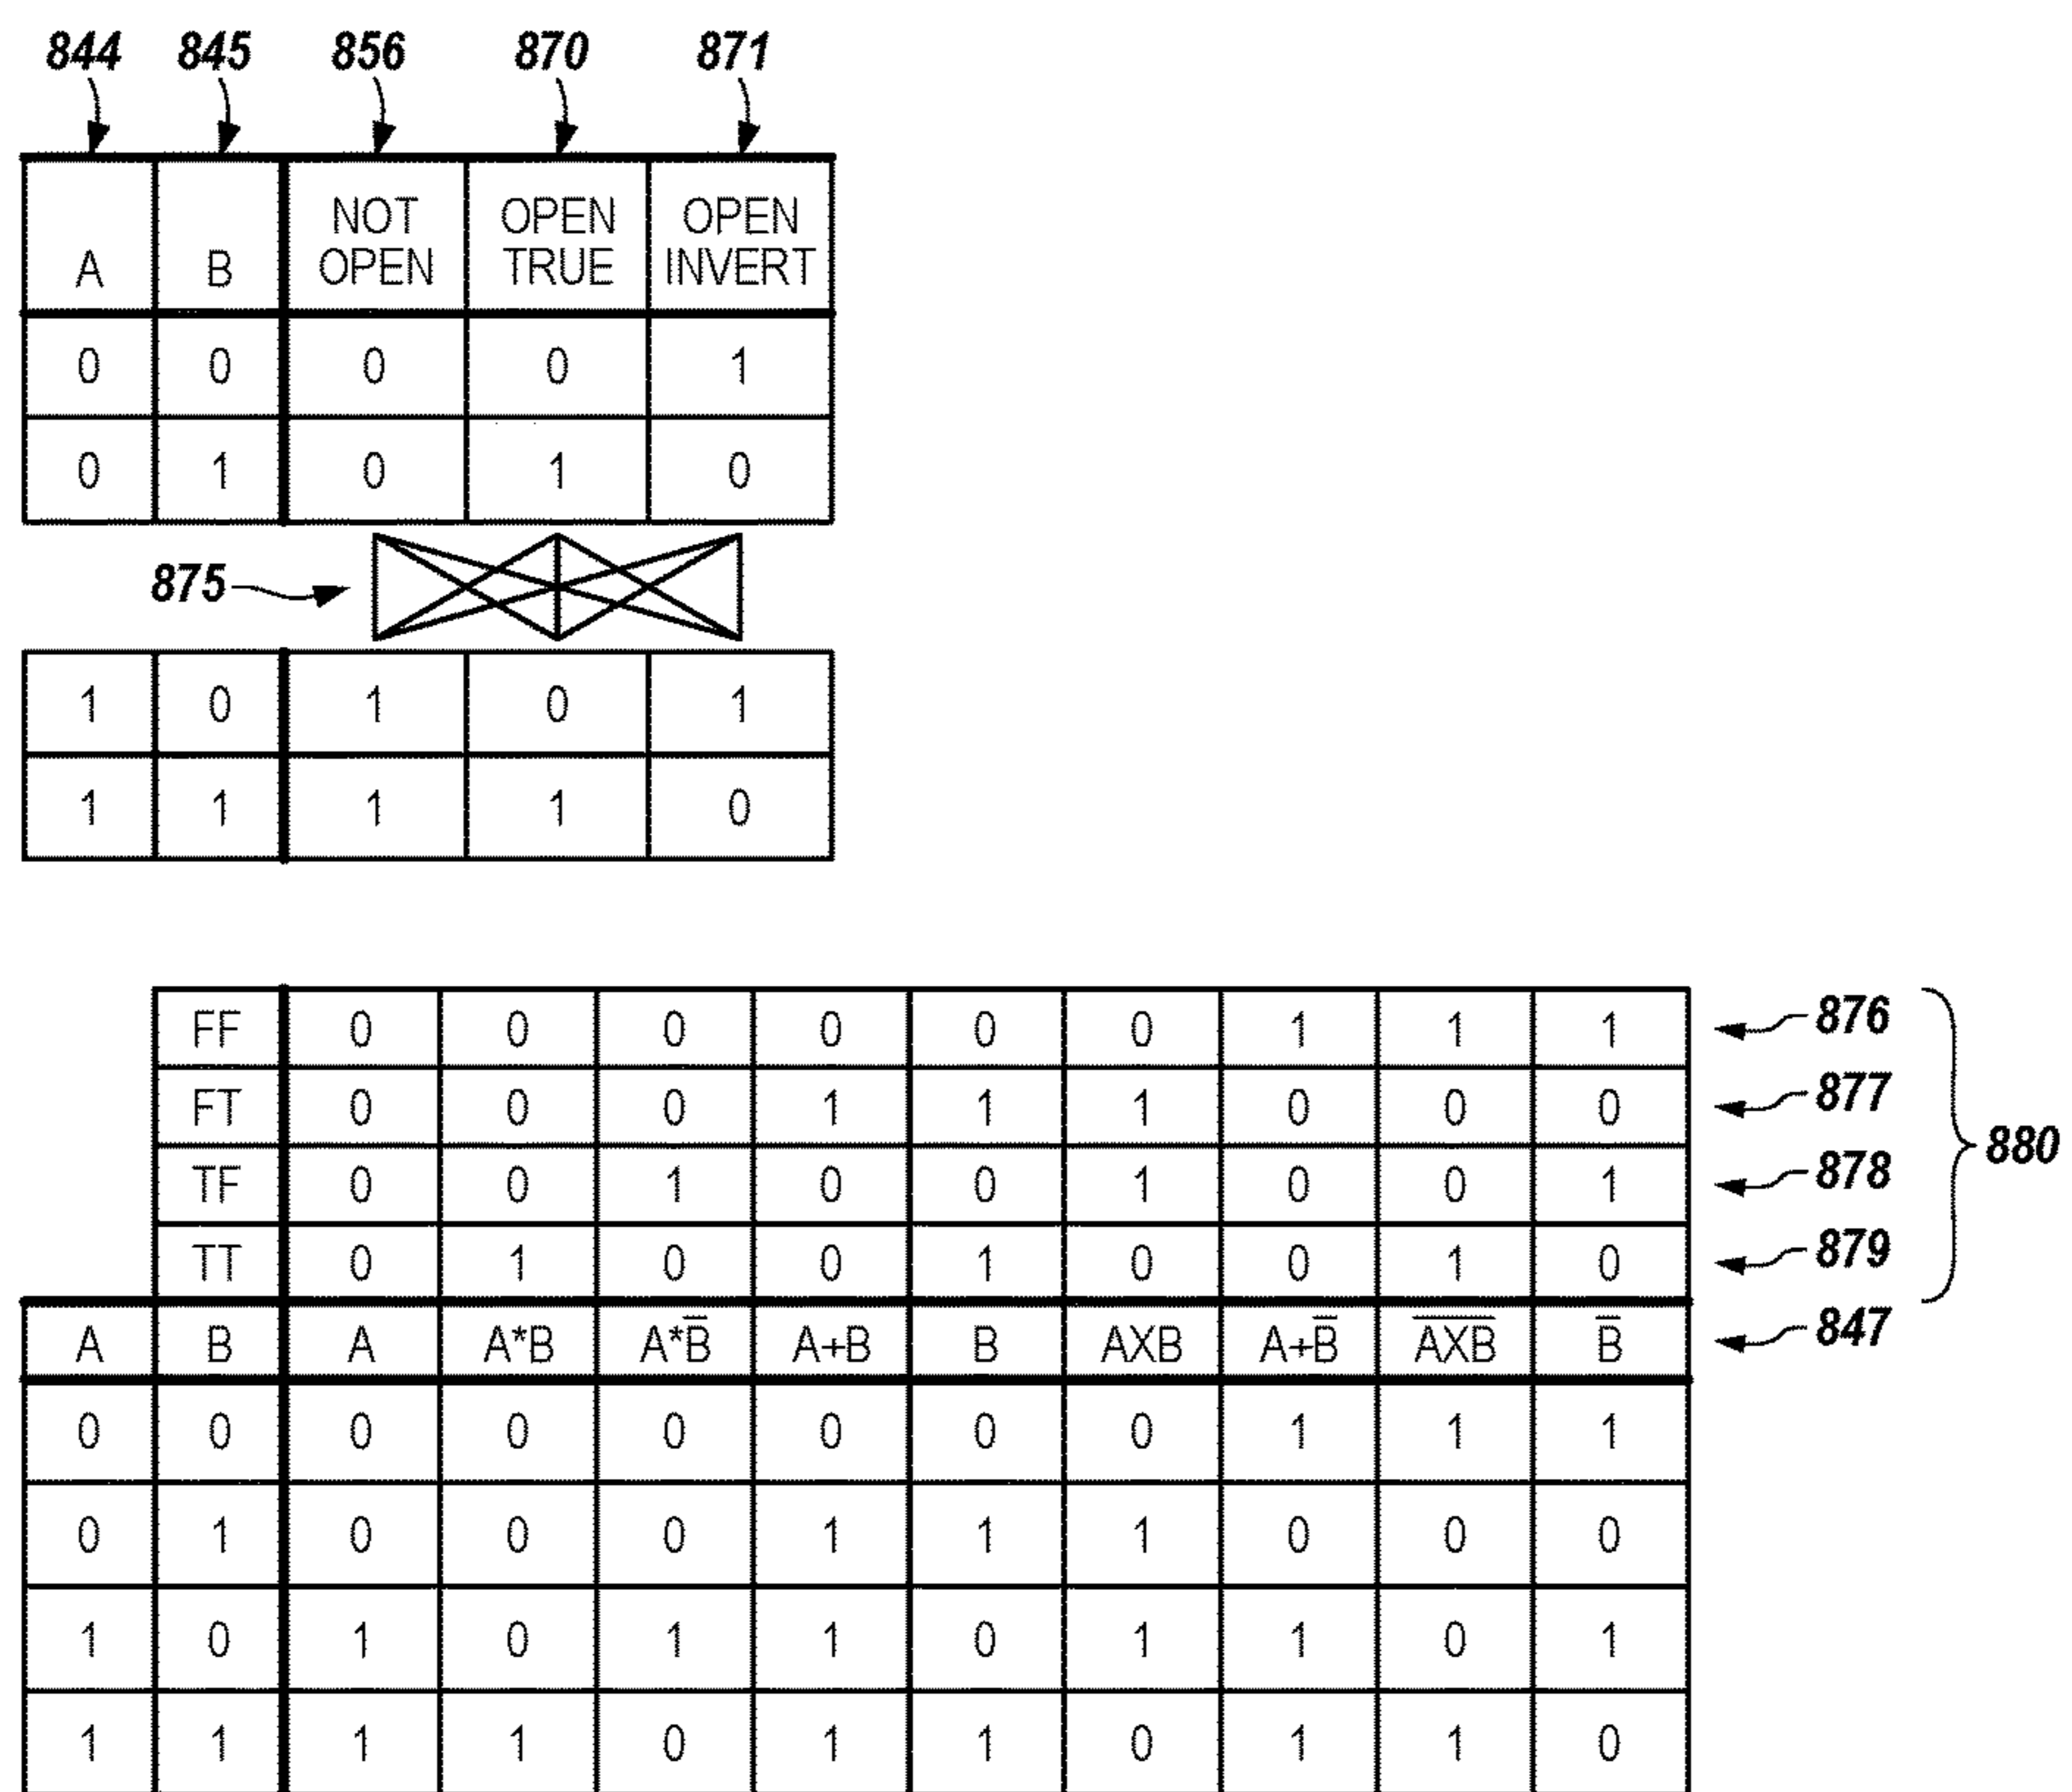 844 845 856 870 871
A B NOT OPEN OPEN TRUE OPEN INVERT
0 0 0 0 1
0 1 0 1 0
875
1 0 1 0 1
1 1 1 1 0
FF 0 0 0 0 0 0 1 1 1 876
FT 0 0 0 1 1 1 0 0 0 877
TF 0 0 1 0 0 1 0 0 1 878
880
TT 0 1 0 0 1 0 0 1 0 879
A B A A*B A*B̅ A+B B AXB A+B̅ A̅X̅B̅ B̅ 847
0 0 0 0 0 0 0 0 1 1 1
0 1 0 0 0 1 1 1 0 0 0
1 0 1 0 1 1 0 1 1 0 1
1 1 1 1 0 1 1 0 1 1 0